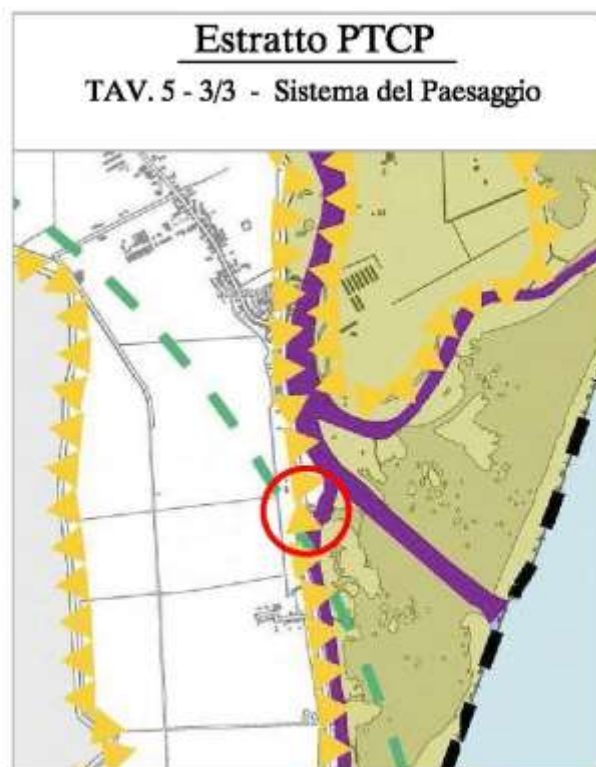 Estratto PTCP
TAV. 5 - 3/3 - Sistema del Paesaggio